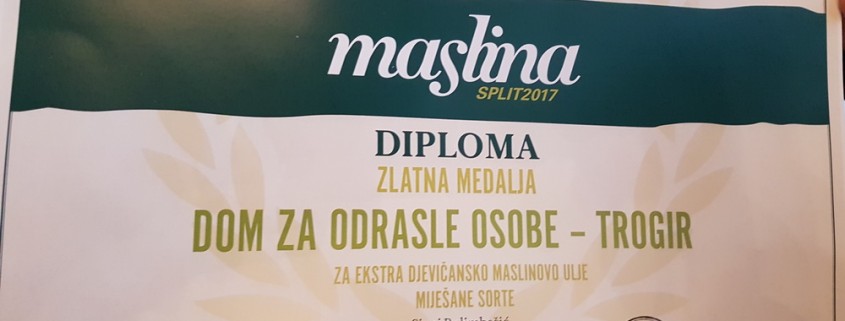 maslina
SPLIT2017
DIPLOMA
ZLATNA MEDALJA
DOM ZA ODRASLE OSOBE – TROGIR
ZA EKSTRA DJEVIČANSKO MASLINOVO ULJE
MIJEŠANE SORTE